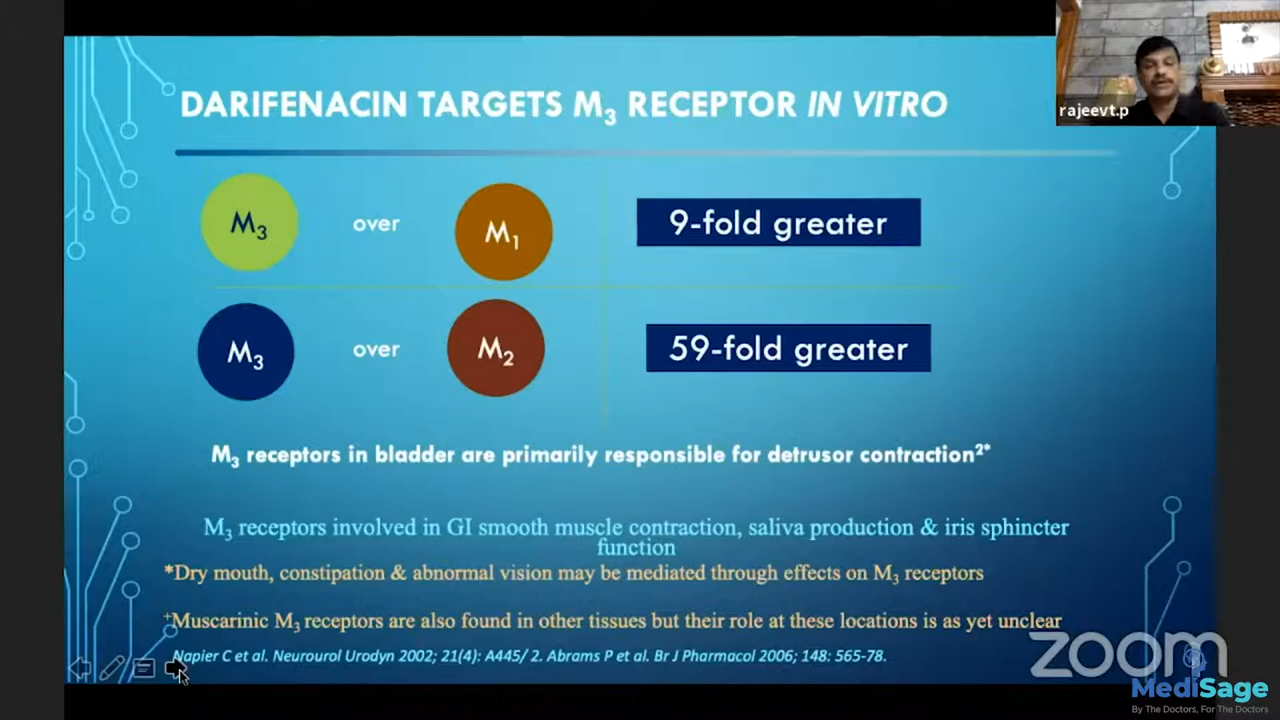 rajeevt.p
DARIFENACIN TARGETS M₃ RECEPTOR IN VITRO
M₃ over M₁ 9-fold greater
M₃ over M₂ 59-fold greater
M₃ receptors in bladder are primarily responsible for detrusor contraction²*
M₃ receptors involved in GI smooth muscle contraction, saliva production & iris sphincter
function
*Dry mouth, constipation & abnormal vision may be mediated through effects on M₃ receptors
⁺Muscarinic M₃ receptors are also found in other tissues but their role at these locations is as yet unclear
Napier C et al. Neurourol Urodyn 2002; 21(4): A445/ 2. Abrams P et al. Br J Pharmacol 2006; 148: 565-78.
zoom
MediSage
By The Doctors, For The Doctors